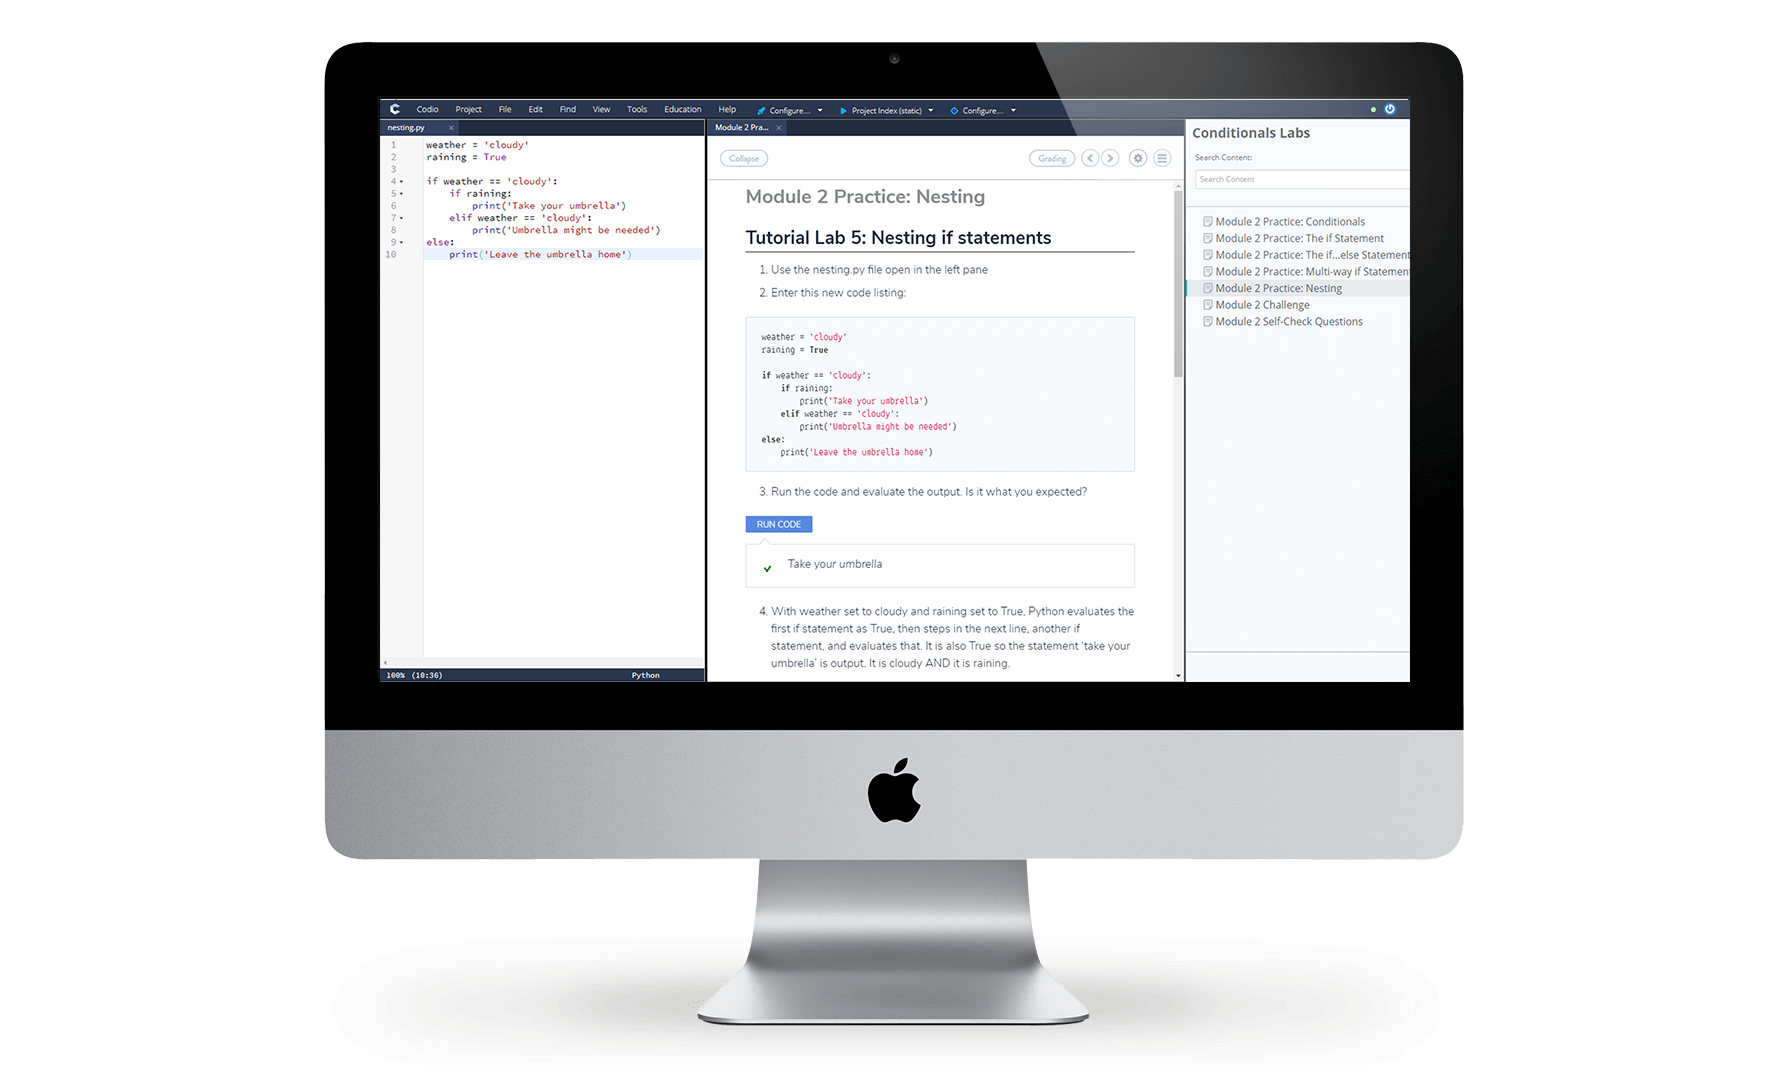 Codio Project File Edit Find View Tools Education Help Configure.... Project Index (static) Configure....
nesting.py
1 weather = 'cloudy'
2 raining = True
3
4 if weather == 'cloudy':
5     if raining:
6         print('Take your umbrella')
7     elif weather == 'cloudy':
8         print('Umbrella might be needed')
9 else:
10     print('Leave the umbrella home')
100% (10:36) Python
Module 2 Pra...
Collapse Grading
Module 2 Practice: Nesting
Tutorial Lab 5: Nesting if statements
1. Use the nesting.py file open in the left pane
2. Enter this new code listing:
weather = 'cloudy'
raining = True
if weather == 'cloudy':
    if raining:
        print('Take your umbrella')
    elif weather == 'cloudy':
        print('Umbrella might be needed')
else:
    print('Leave the umbrella home')
3. Run the code and evaluate the output. Is it what you expected?
RUN CODE
Take your umbrella
4. With weather set to cloudy and raining set to True, Python evaluates the
first if statement as True, then steps in the next line, another if
statement, and evaluates that. It is also True so the statement 'take your
umbrella' is output. It is cloudy AND it is raining.
Conditionals Labs
Search Content:
Search Content
Module 2 Practice: Conditionals
Module 2 Practice: The if Statement
Module 2 Practice: The if...else Statement
Module 2 Practice: Multi-way if Statemen
Module 2 Practice: Nesting
Module 2 Challenge
Module 2 Self-Check Questions